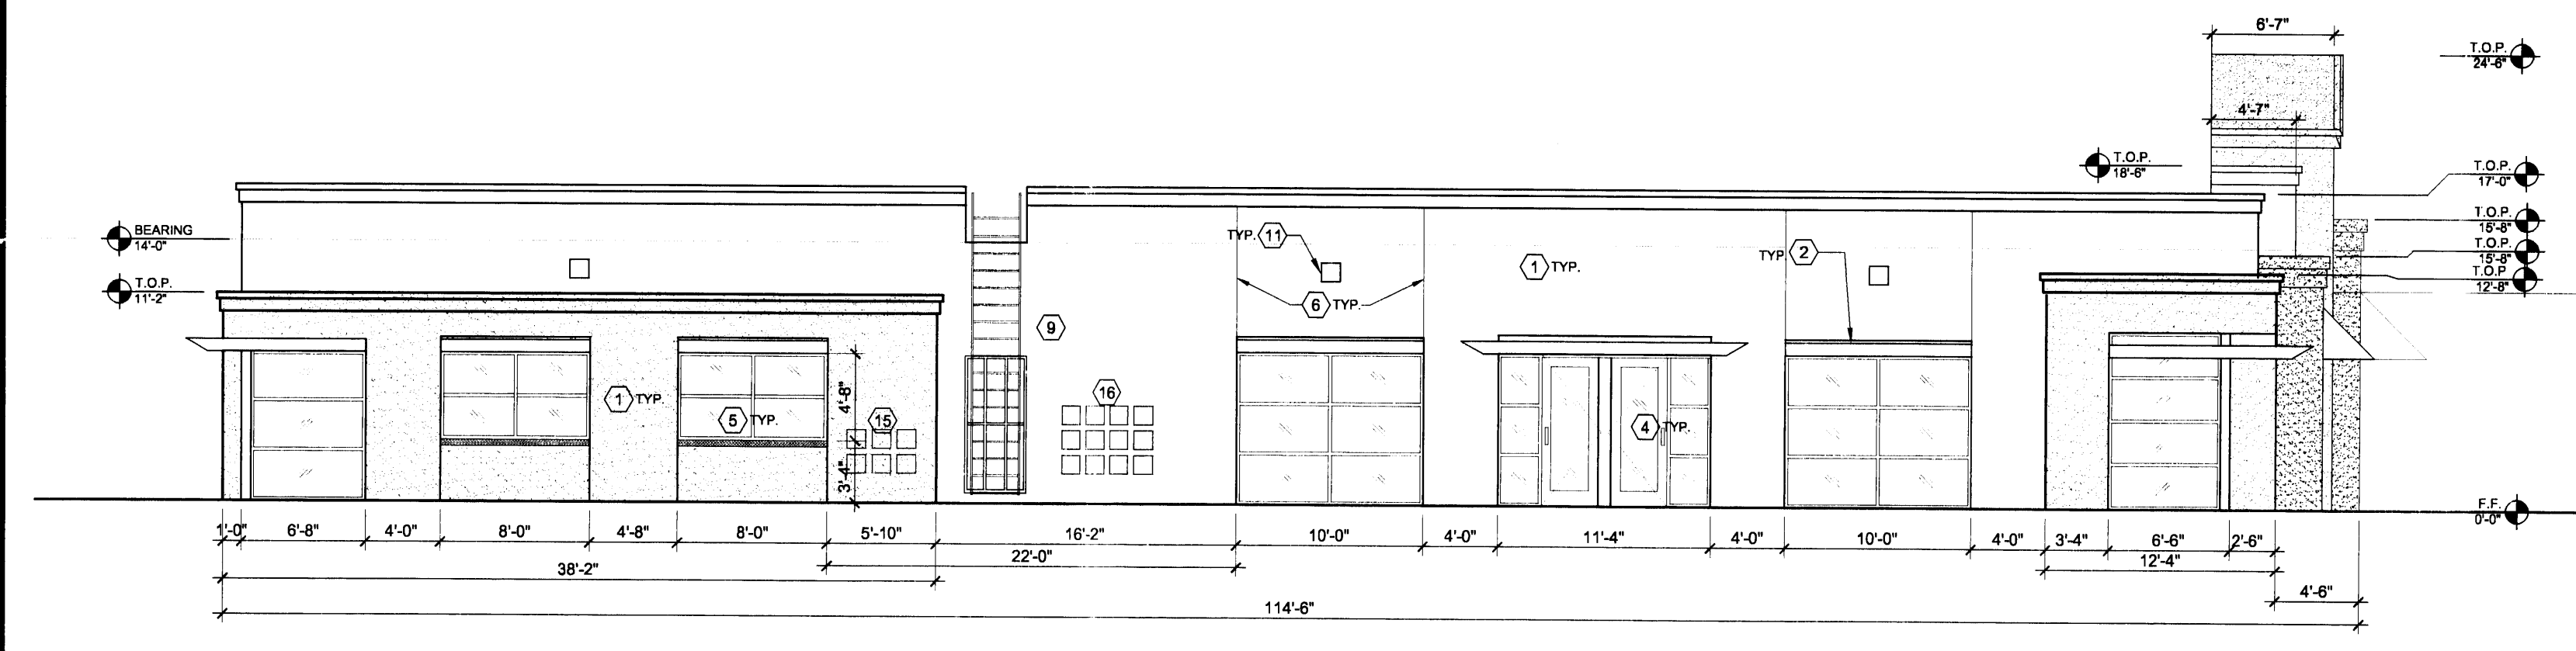 6'-7"
T.O.P.
24'-6"
4'-7"
T.O.P.
18'-6"
T.O.P.
17'-0"
T.O.P.
15'-8"
T.O.P.
15'-8"
T.O.P
12'-8"
BEARING
14'-0"
T.O.P.
11'-2"
TYP. 11
1 TYP.
TYP. 2
6 TYP.
9
16
1 TYP.
5 TYP.
4'-8"
15
3'-4"
4 TYP.
F.F.
0'-0"
1'-0" 6'-8" 4'-0" 8'-0" 4'-8" 8'-0" 5'-10" 16'-2" 10'-0" 4'-0" 11'-4" 4'-0" 10'-0" 4'-0" 3'-4" 6'-6" 2'-6"
22'-0"
12'-4"
38'-2"
4'-6"
114'-6"